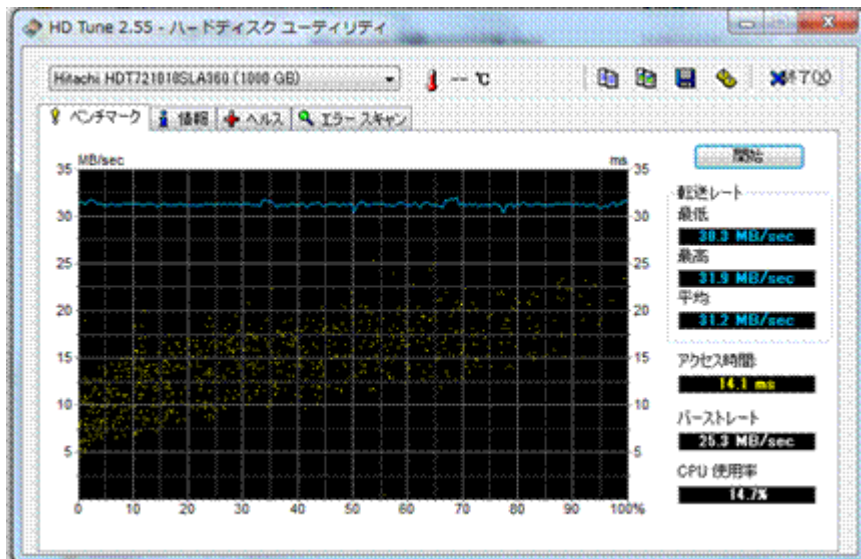 HD Tune 2.55 - ハードディスク ユーティリティ
Hitachi HDT721010SLA360 (1000 GB)
-- ℃
終了(X)
ベンチマーク 情報 ヘルス エラー スキャン
開始
MB/sec ms
35 35
30 30
25 25
20 20
15 15
10 10
5 5
0 10 20 30 40 50 60 70 80 90 100%
転送レート
最低
30.3 MB/sec
最高
31.9 MB/sec
平均
31.2 MB/sec
アクセス時間:
14.1 ms
バーストレート
25.3 MB/sec
CPU 使用率
14.7%